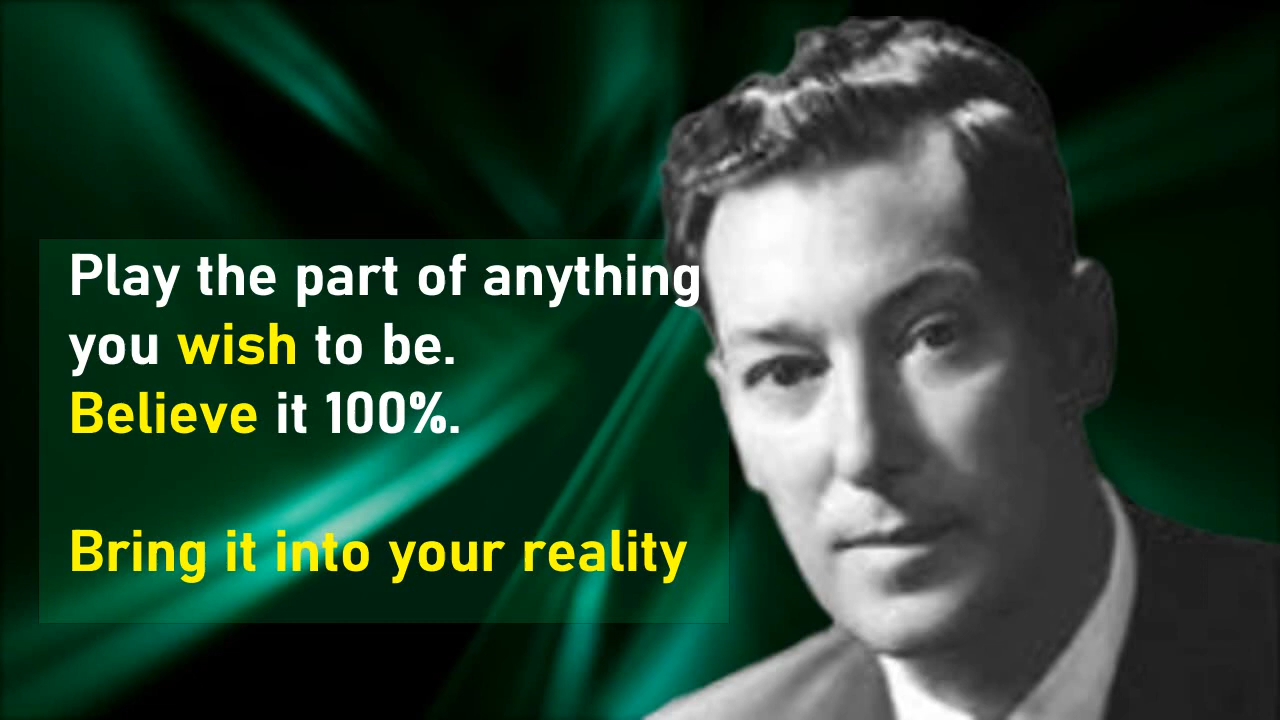 Play the part of anything
you wish to be.
Believe it 100%.
Bring it into your reality